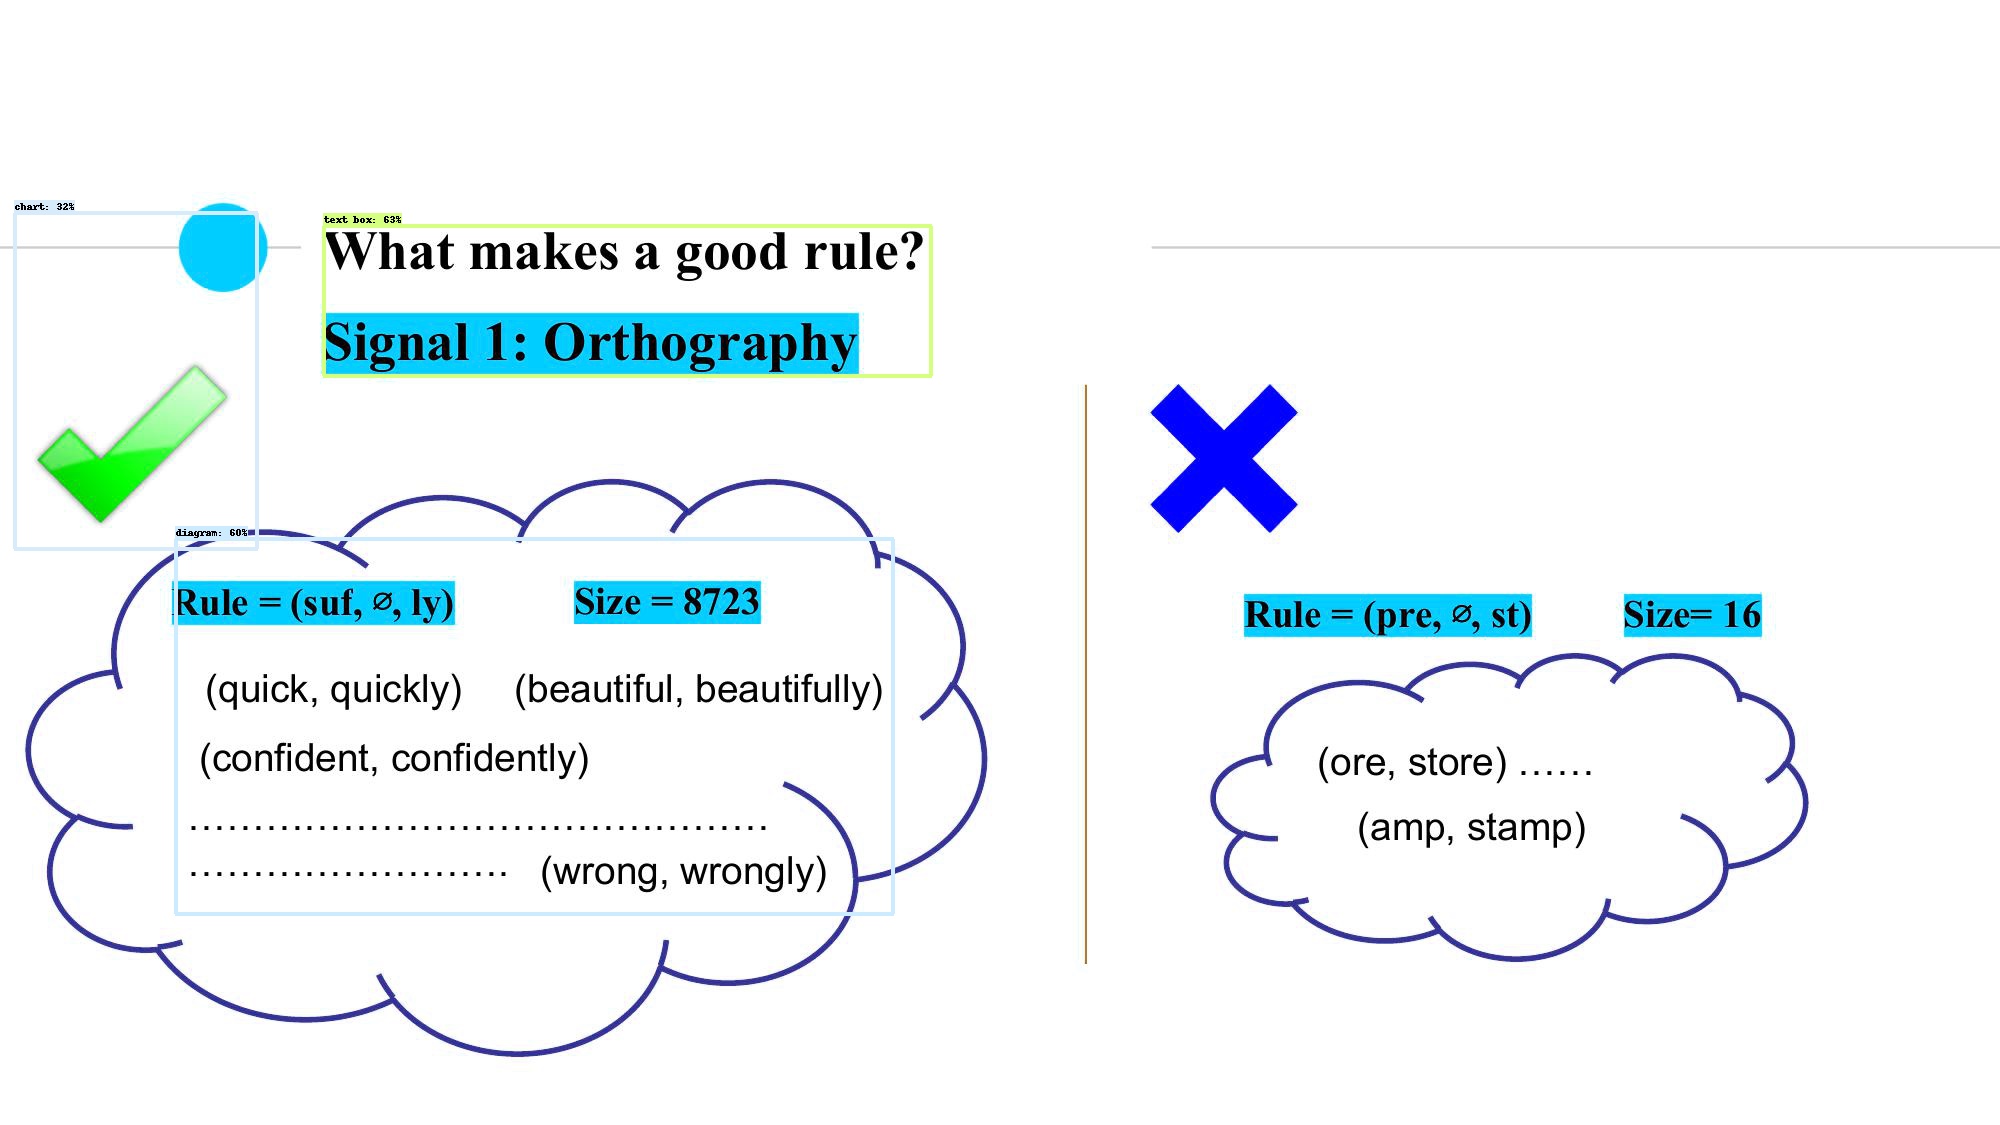 chart: 32%
text box: 63%
What makes a good rule?
Signal 1: Orthography
diagram: 60%
Rule = (suf, ∅, ly) Size = 8723
(quick, quickly) (beautiful, beautifully)
(confident, confidently)
………………………………………
……………………. (wrong, wrongly)
Rule = (pre, ∅, st) Size= 16
(ore, store) ……
(amp, stamp)